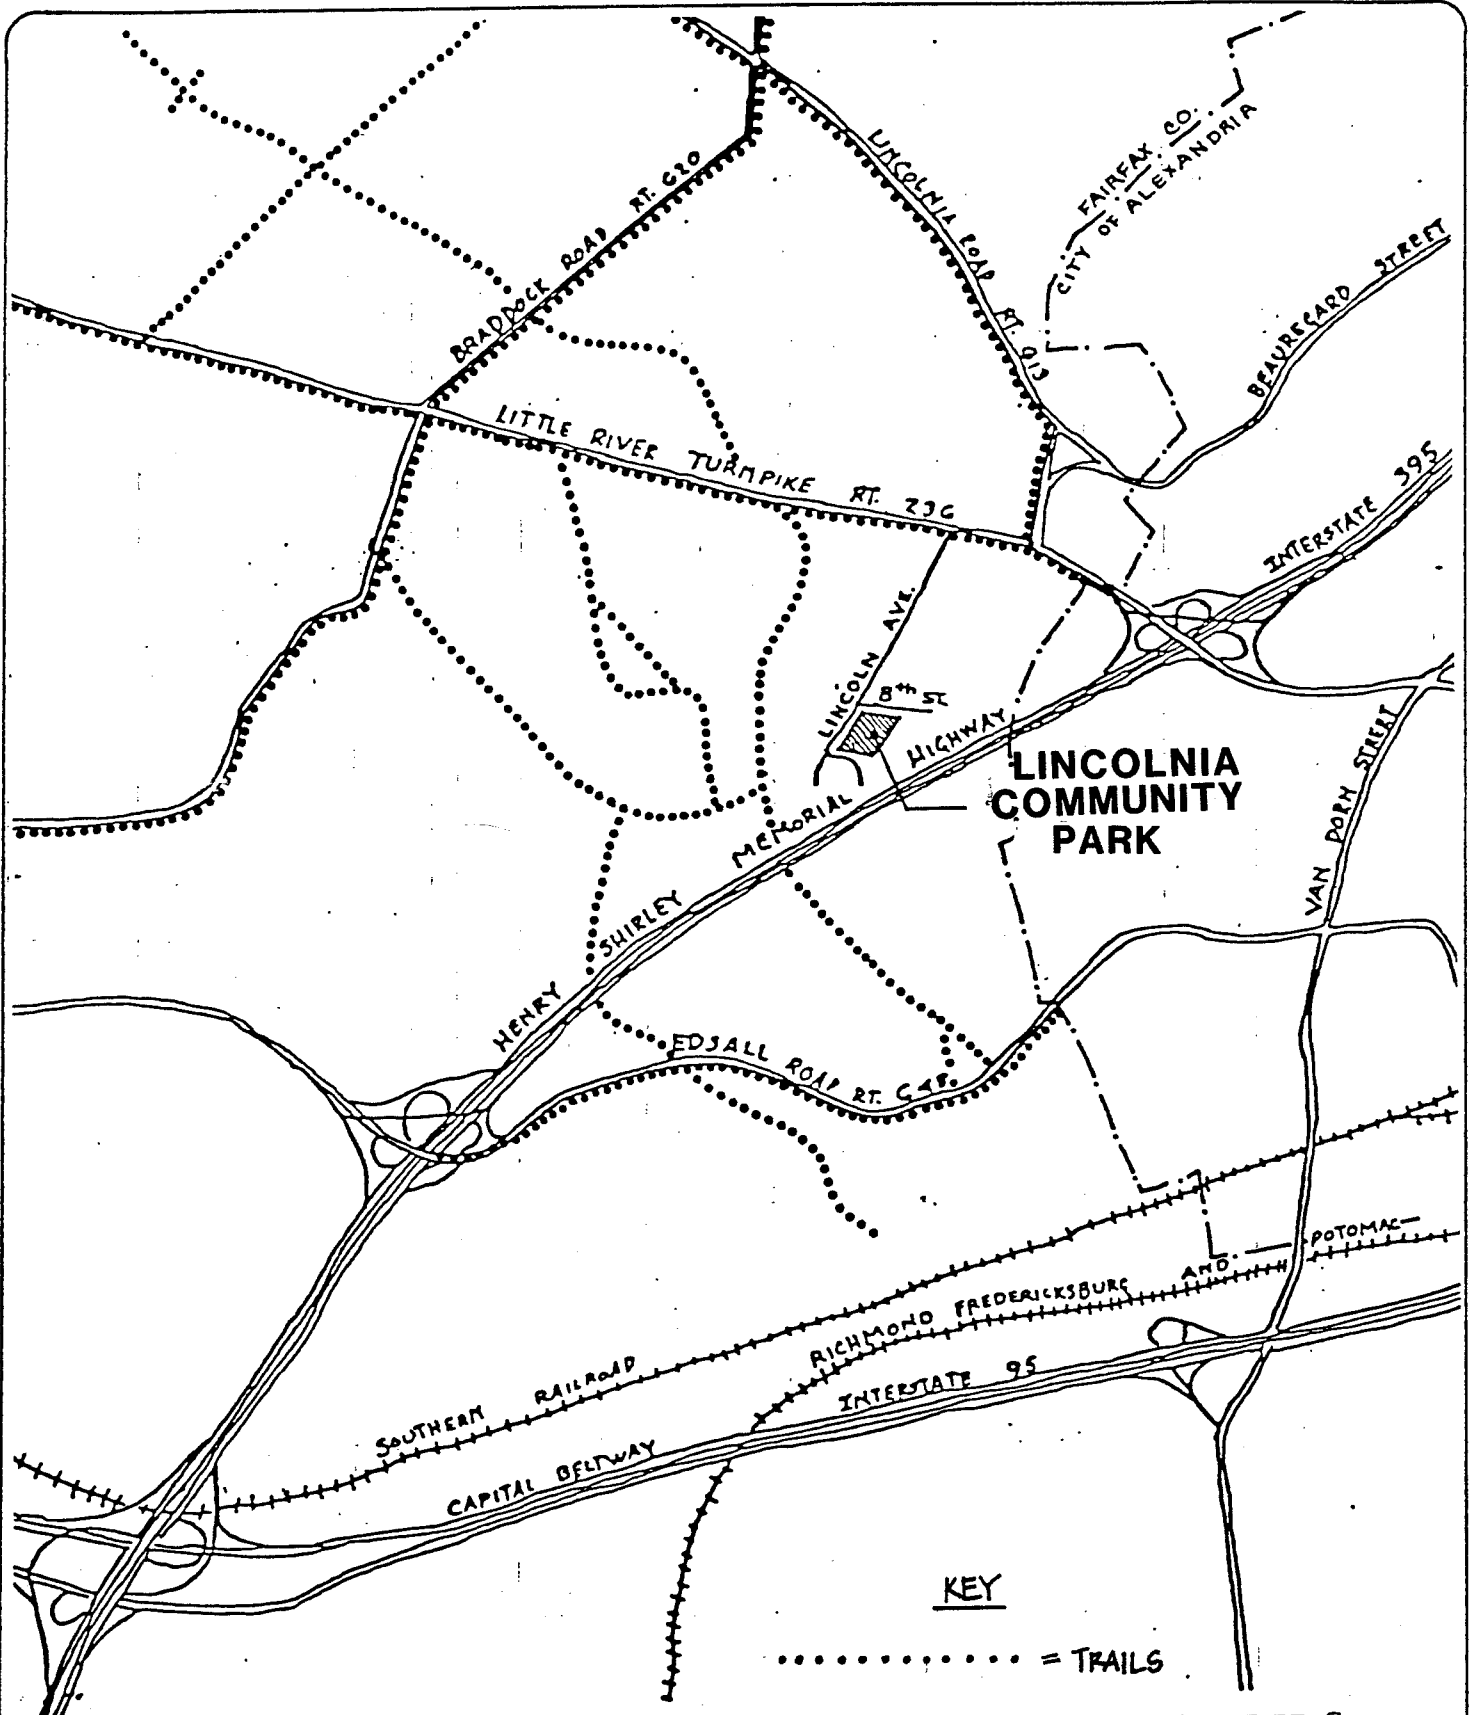 FAIRFAX CO.
CITY OF ALEXANDRIA
LINCOLNIA ROAD RT. 613
BRADDOCK ROAD RT. 620
BEAUREGARD STREET
LITTLE RIVER TURNPIKE RT. 236
INTERSTATE 395
LINCOLN AVE.
8th ST.
HENRY SHIRLEY MEMORIAL HIGHWAY
LINCOLNIA
COMMUNITY
PARK
VAN DORN STREET
EDSALL ROAD RT. 648
SOUTHERN RAILROAD
RICHMOND FREDERICKSBURG AND POTOMAC
INTERSTATE 95
CAPITAL BELTWAY
KEY
= TRAILS